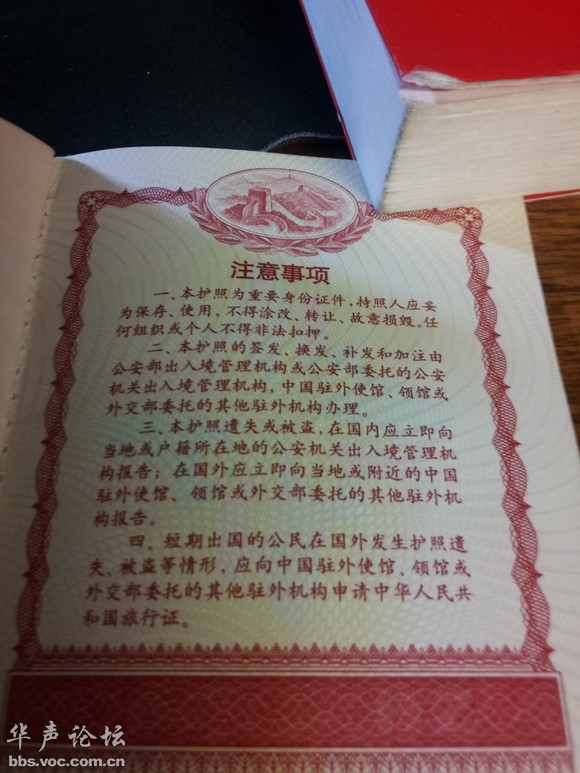 注意事项
一、本护照为重要身份证件，持照人应妥
为保存、使用，不得涂改、转让、故意损毁。任
何组织或个人不得非法扣押。
二、本护照的签发、换发、补发和加注由
公安部出入境管理机构或公安部委托的公安
机关出入境管理机构，中国驻外使馆、领馆或
外交部委托的其他驻外机构办理。
三、本护照遗失或被盗，在国内应立即向
当地或户籍所在地的公安机关出入境管理机
构报告；在国外应立即向当地或附近的中国
驻外使馆、领馆或外交部委托的其他驻外机
构报告。
四、短期出国的公民在国外发生护照遗
失、被盗等情形，应向中国驻外使馆、领馆或
外交部委托的其他驻外机构申请中华人民共
和国旅行证。
华声论坛
bbs.voc.com.cn